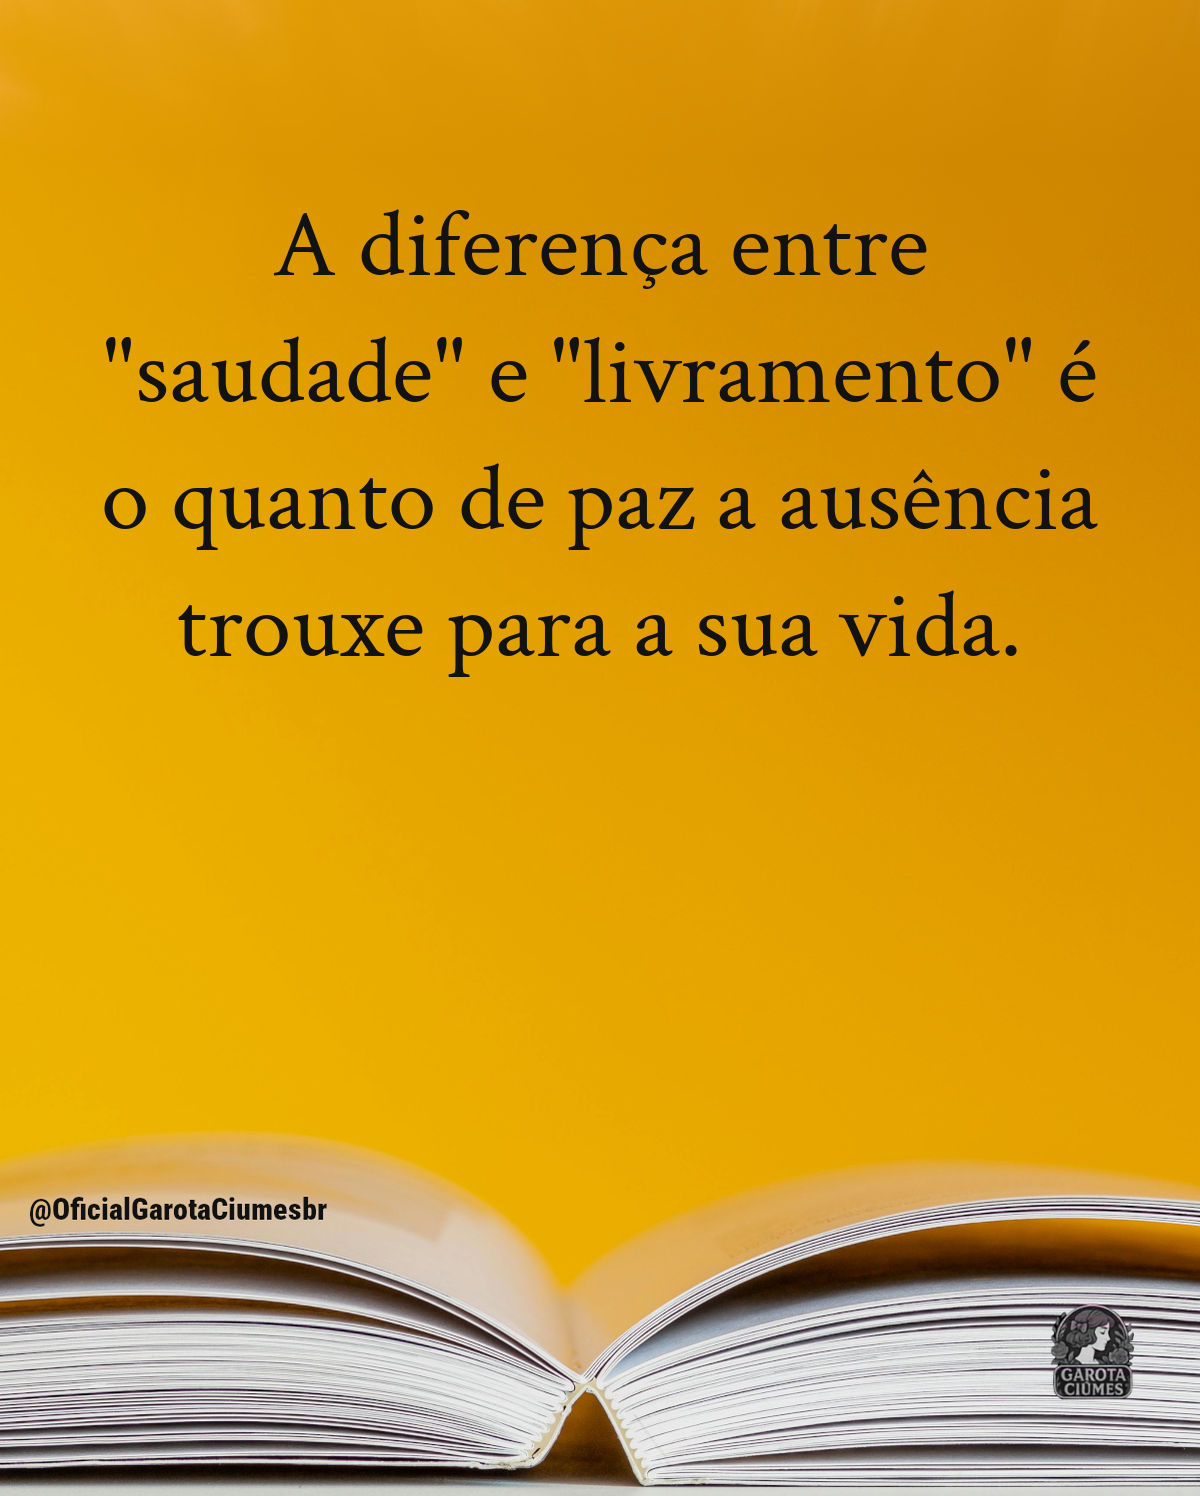 A diferença entre
"saudade" e "livramento" é
o quanto de paz a ausência
trouxe para a sua vida.
@OficialGarotaCiumesbr
GAROTA
CIÚMES